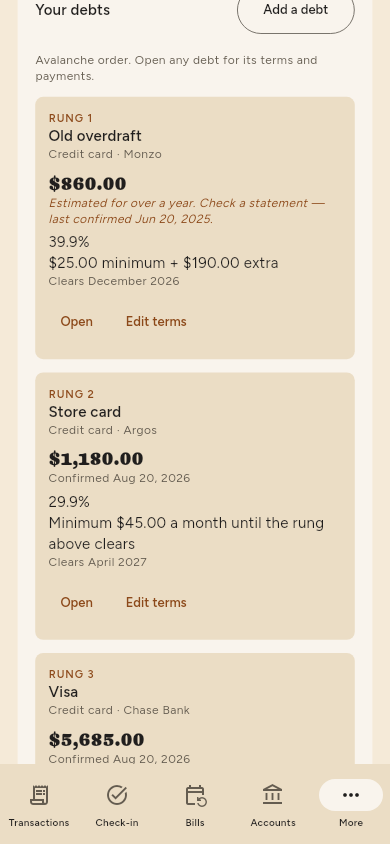 Your debts
Add a debt
Avalanche order. Open any debt for its terms and
payments.
RUNG 1
Old overdraft
Credit card · Monzo
$860.00
Estimated for over a year. Check a statement —
last confirmed Jun 20, 2025.
39.9%
$25.00 minimum + $190.00 extra
Clears December 2026
Open
Edit terms
RUNG 2
Store card
Credit card · Argos
$1,180.00
Confirmed Aug 20, 2026
29.9%
Minimum $45.00 a month until the rung
above clears
Clears April 2027
Open
Edit terms
RUNG 3
Visa
Credit card · Chase Bank
$5,685.00
Confirmed Aug 20, 2026
Transactions
Check-in
Bills
Accounts
More